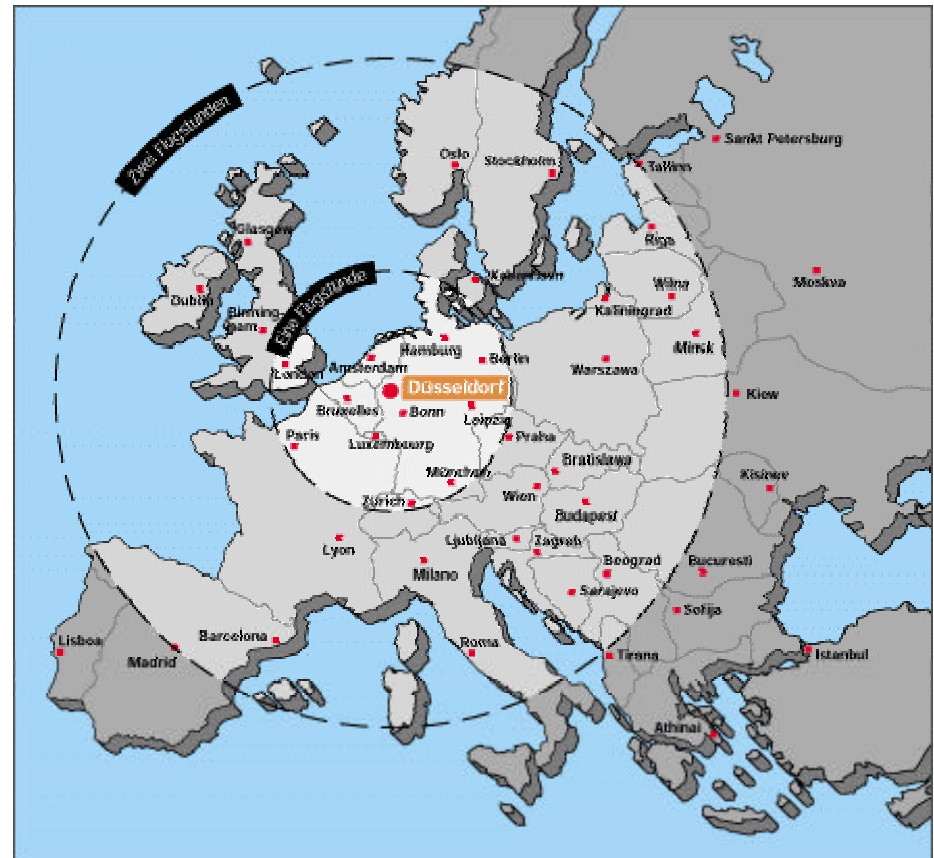 Zwei Flugstunden
Oslo
Stockholm
Sankt Petersburg
Tallinn
Glasgow
Riga
Dublin
København
Wilna
Moskva
Birming-
ham
Eine Flugstunde
Kaliningrad
Hamburg
Minsk
London
Amsterdam
Berlin
Warszawa
Düsseldorf
Kiew
Bruxelles
Bonn
Leipzig
Paris
Luxembourg
Praha
München
Bratislawa
Kisinev
Zürich
Wien
Budapest
Lyon
Ljubljana
Zagreb
Milano
Beograd
Bucuresti
Sarajevo
Sofija
Lisboa
Madrid
Barcelona
Roma
Tirana
Istanbul
Athinai